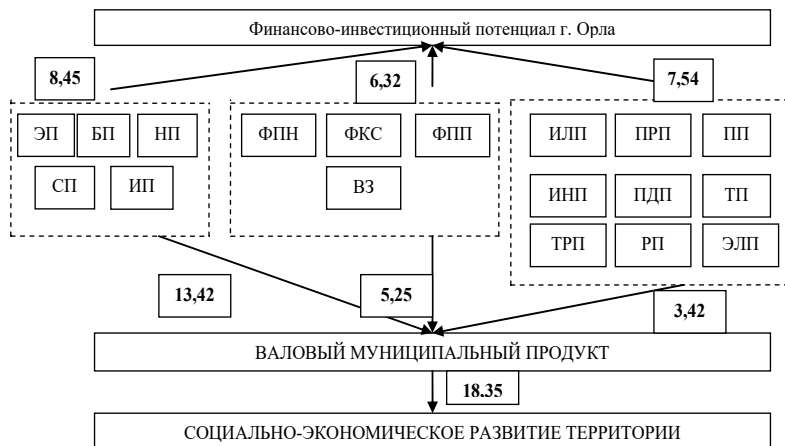 Финансово-инвестиционный потенциал г. Орла
8,45
6,32
7,54
ЭП БП НП
СП ИП
ФПН ФКС ФПП
ВЗ
ИЛП ПРП ПП
ИНП ПДП ТП
ТРП РП ЭЛП
13,42
5,25
3,42
ВАЛОВЫЙ МУНИЦИПАЛЬНЫЙ ПРОДУКТ
18.35
СОЦИАЛЬНО-ЭКОНОМИЧЕСКОЕ РАЗВИТИЕ ТЕРРИТОРИИ